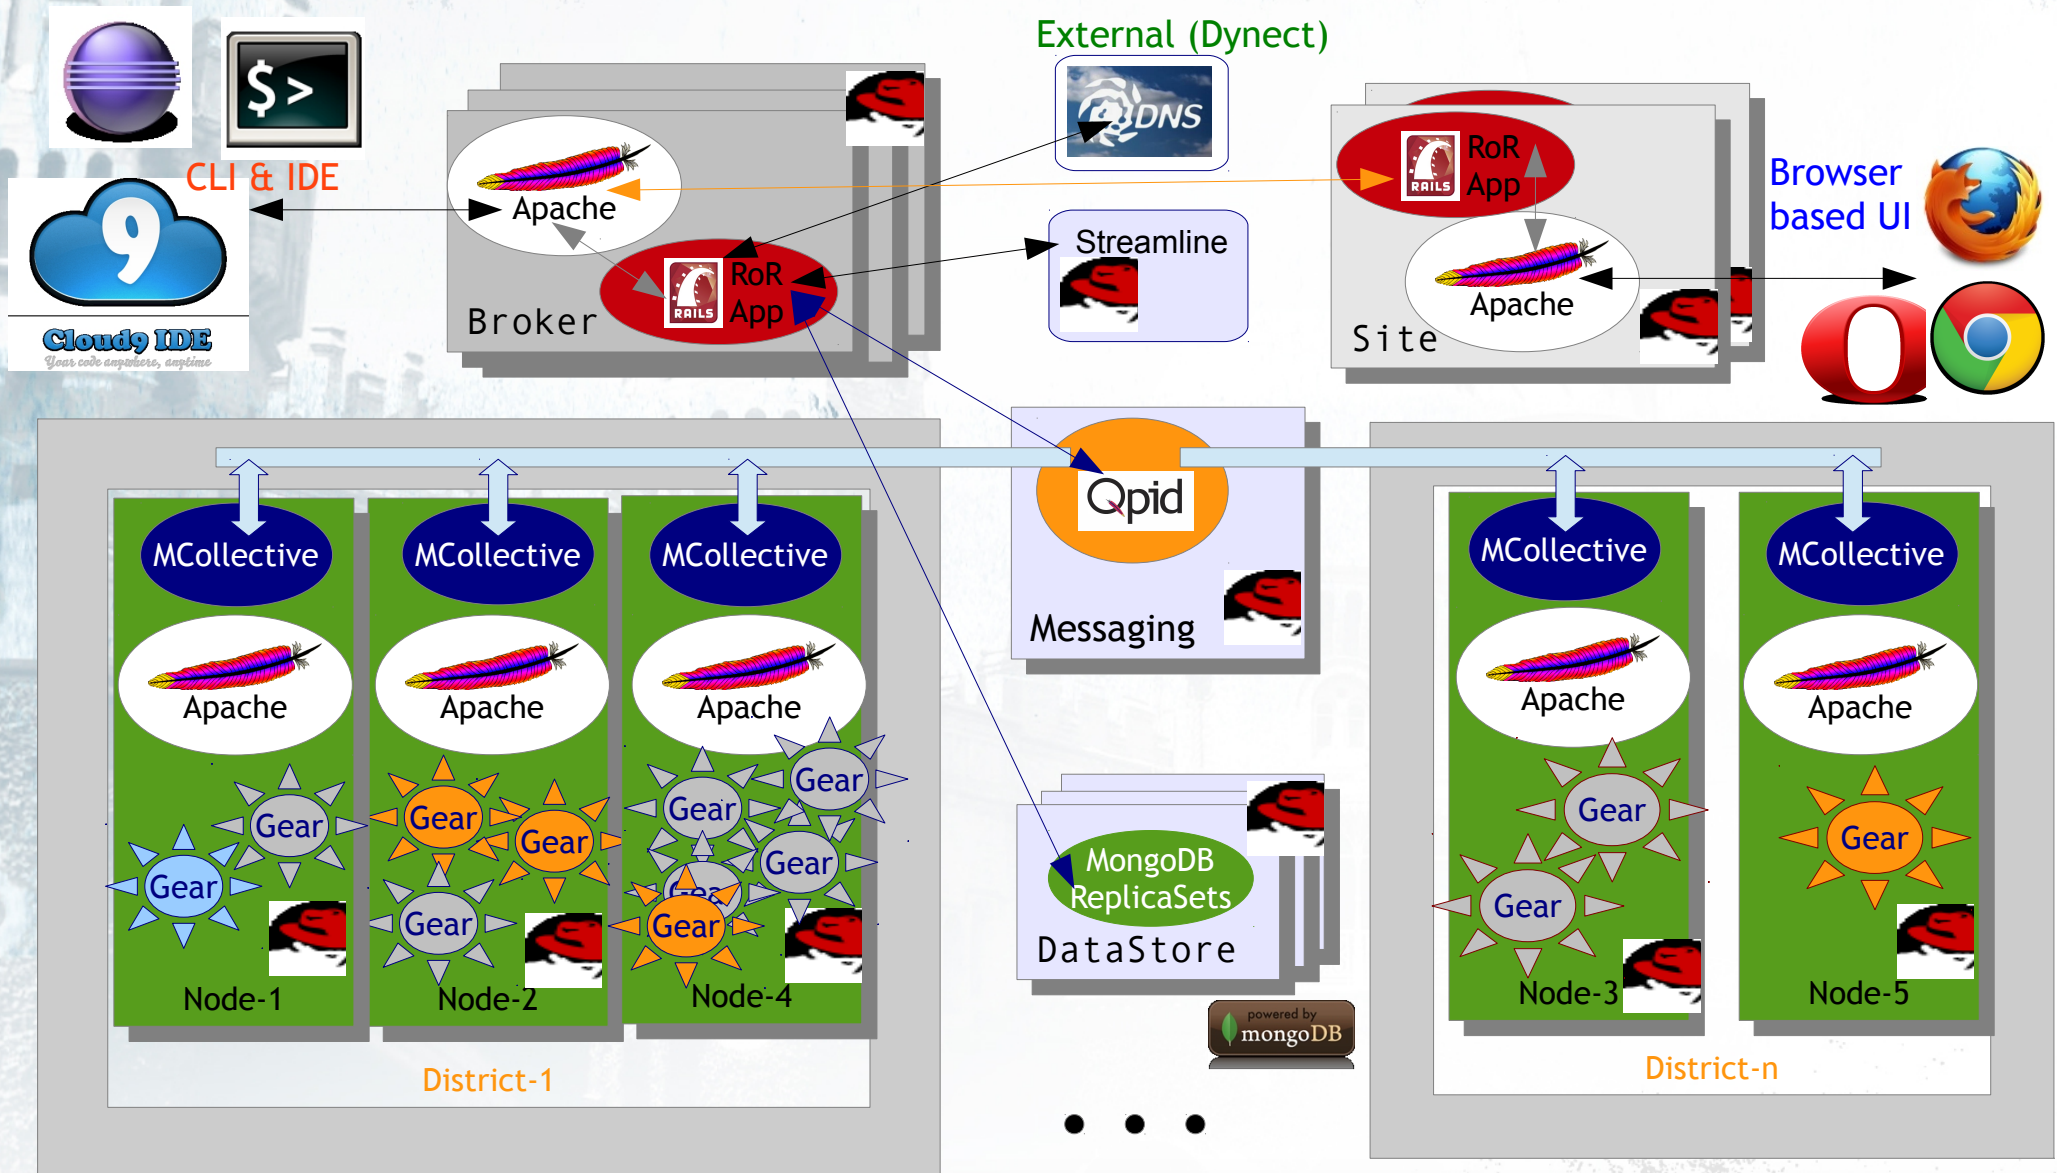 External (Dynect)
$ >
DNS
CLI & IDE
9
Cloud9 IDE
Your code anywhere, anytime
Apache
RAILS
RoR
App
Broker
Streamline
RAILS
RoR
App
Apache
Site
Browser
based UI
Qpid
Messaging
MCollective
MCollective
MCollective
MCollective
MCollective
Apache
Apache
Apache
Apache
Apache
Gear
Gear
Gear
Gear
Gear
Gear
Gear
Gear
Gear
Gear
Gear
Gear
Gear
MongoDB
ReplicaSets
DataStore
powered by
mongoDB
Node-1
Node-2
Node-4
Node-3
Node-5
District-1
District-n